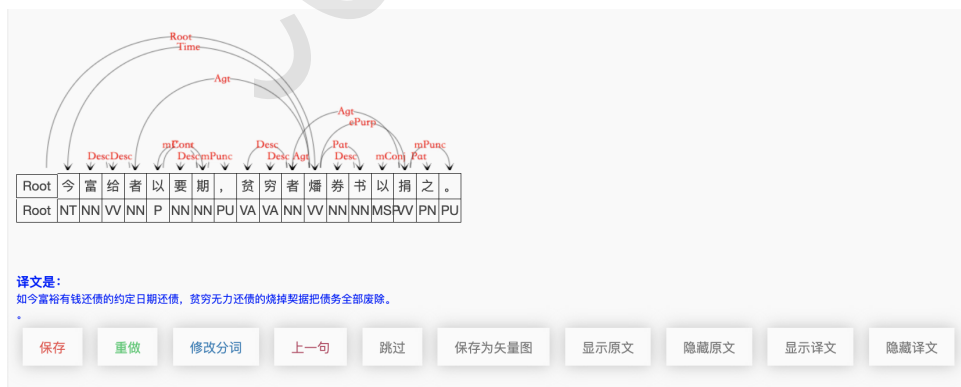 Root
Time
Agt
Agt
ePurp
mPunc
Desc
Desc
Desc
mPunc
Desc
Desc
Agt
Pat
Desc
mConj
Pat
Root 今 富 给 者 以 要 期 ， 贫 穷 者 燔 券 书 以 捐 之 。
Root NT NN VV NN P NN NN PU VA VA NN VV NN NN MSP VV PN PU
译文是：
如今富裕有钱还债的约定日期还债，贫穷无力还债的烧掉契据把债务全部废除。
。
保存 重做 修改分词 上一句 跳过 保存为矢量图 显示原文 隐藏原文 显示译文 隐藏译文